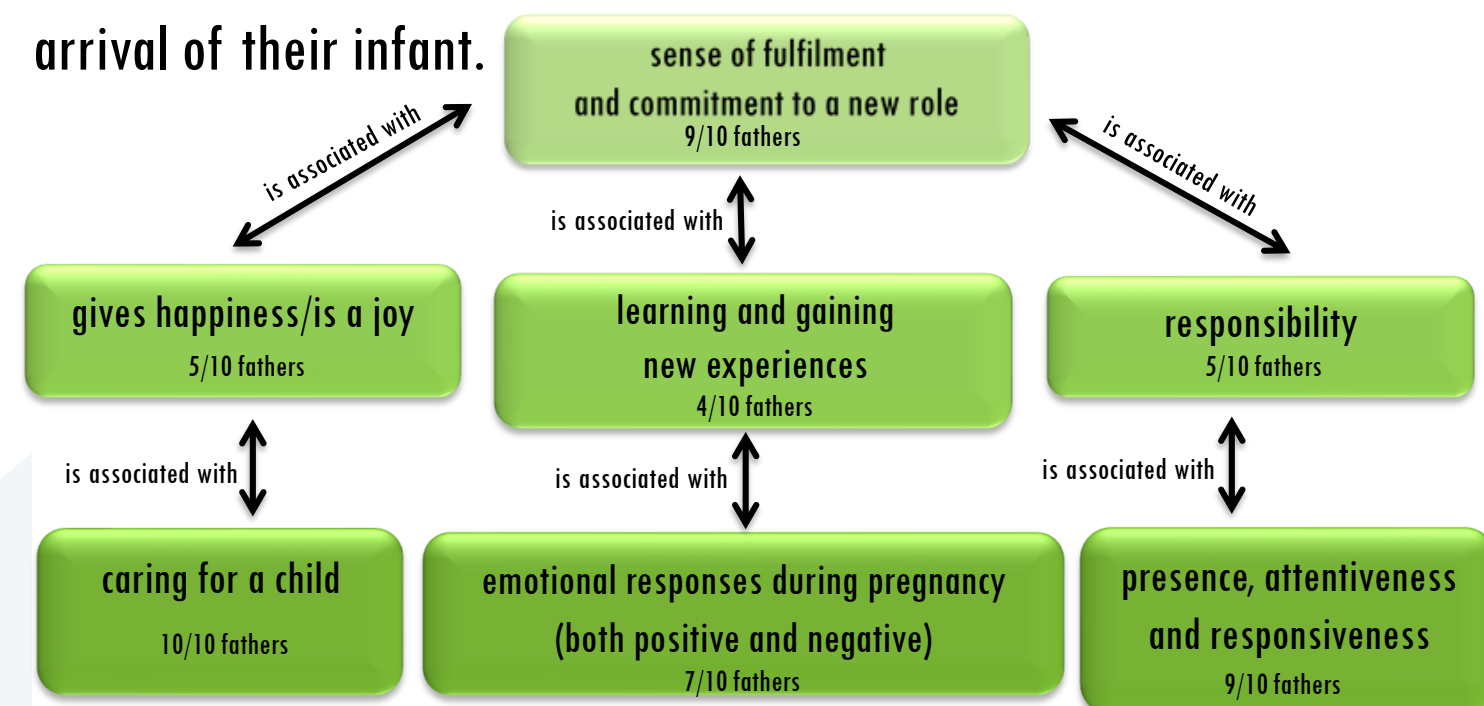 arrival of their infant.
sense of fulfilment
and commitment to a new role
9/10 fathers
is associated with
is associated with
is associated with
gives happiness/is a joy
5/10 fathers
learning and gaining
new experiences
4/10 fathers
responsibility
5/10 fathers
is associated with
is associated with
is associated with
caring for a child
10/10 fathers
emotional responses during pregnancy
(both positive and negative)
7/10 fathers
presence, attentiveness
and responsiveness
9/10 fathers